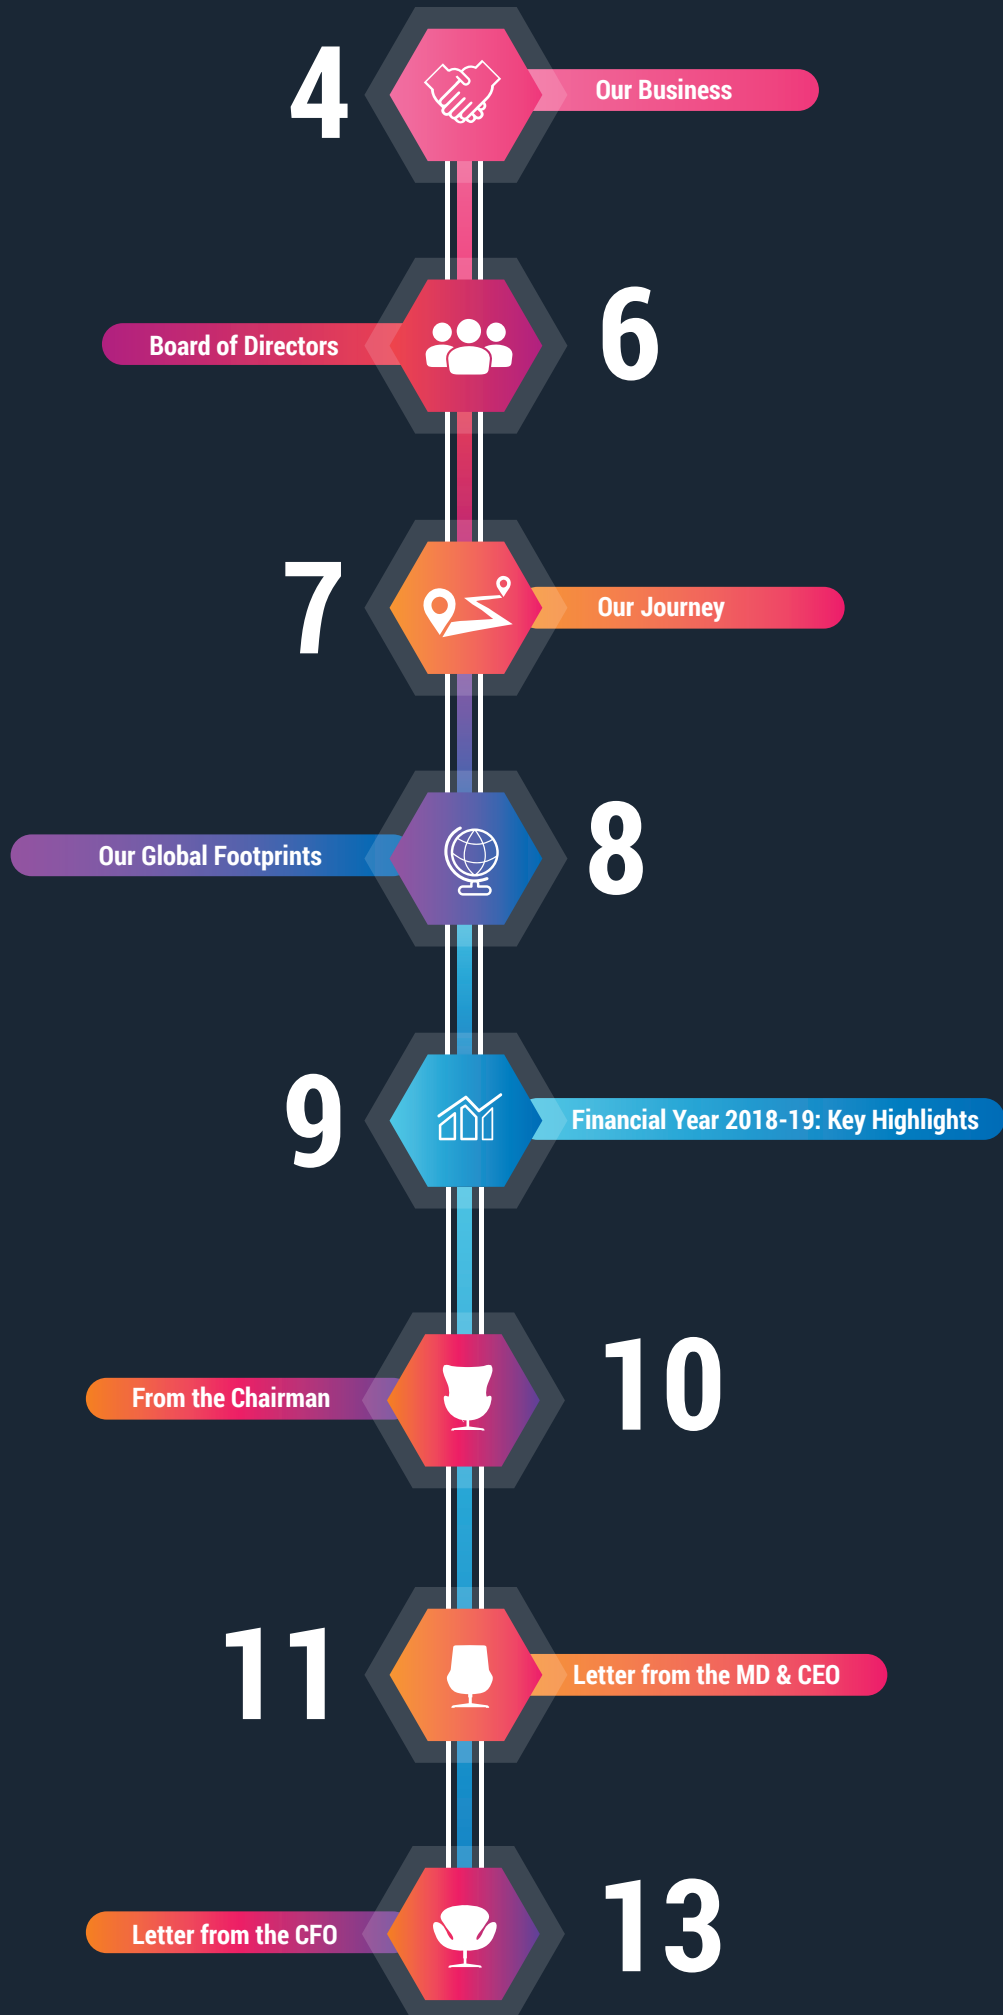 4
Our Business
Board of Directors
6
7
Our Journey
Our Global Footprints
8
9
Financial Year 2018-19: Key Highlights
From the Chairman
10
11
Letter from the MD & CEO
Letter from the CFO
13